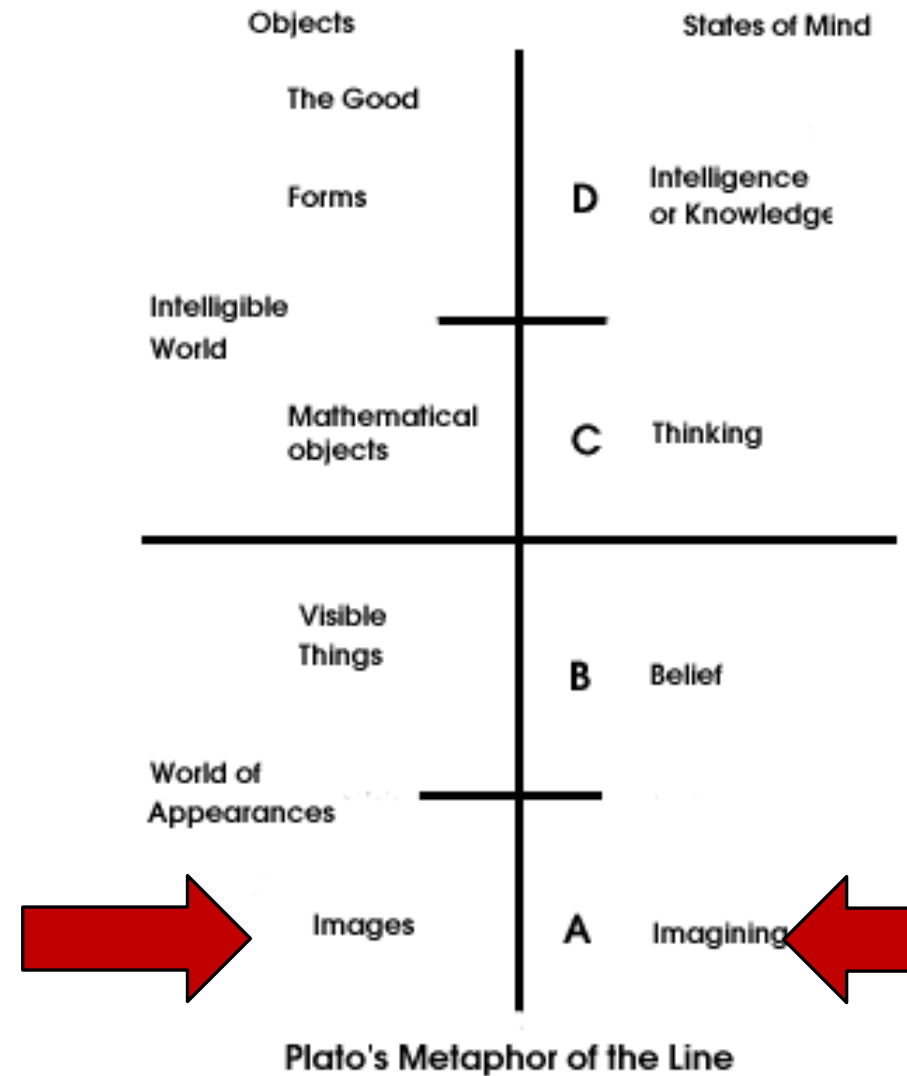 Objects
States of Mind
The Good
Forms
D
Intelligence
or Knowledge
Intelligible
World
Mathematical
objects
C
Thinking
Visible
Things
B
Belief
World of
Appearances
Images
A
Imagining
Plato's Metaphor of the Line